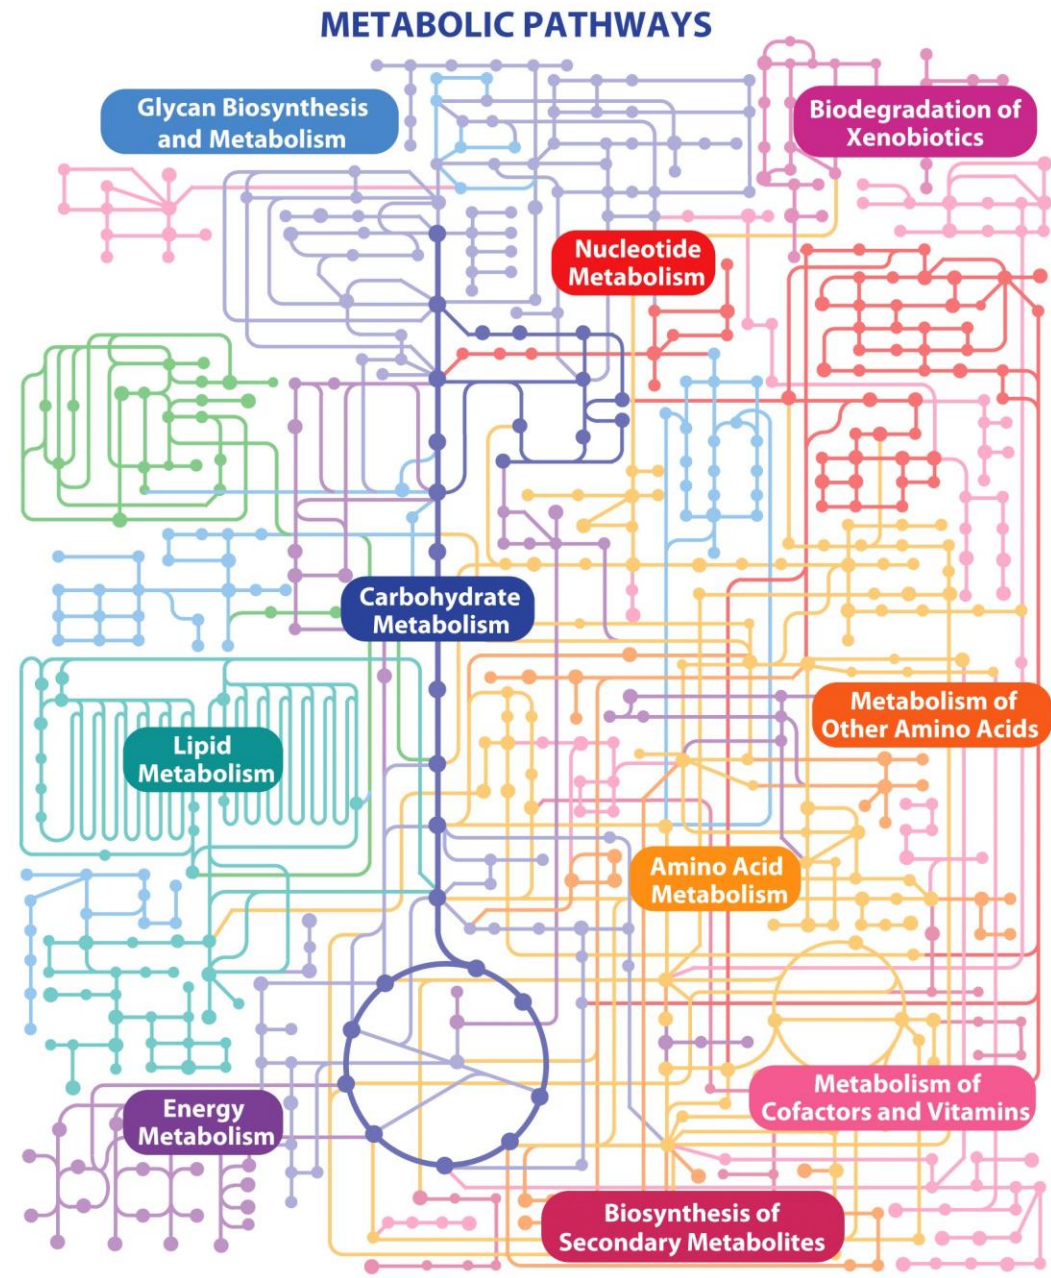 METABOLIC PATHWAYS
Glycan Biosynthesis
and Metabolism
Biodegradation of
Xenobiotics
Nucleotide
Metabolism
Carbohydrate
Metabolism
Metabolism of
Other Amino Acids
Lipid
Metabolism
Amino Acid
Metabolism
Metabolism of
Cofactors and Vitamins
Energy
Metabolism
Biosynthesis of
Secondary Metabolites